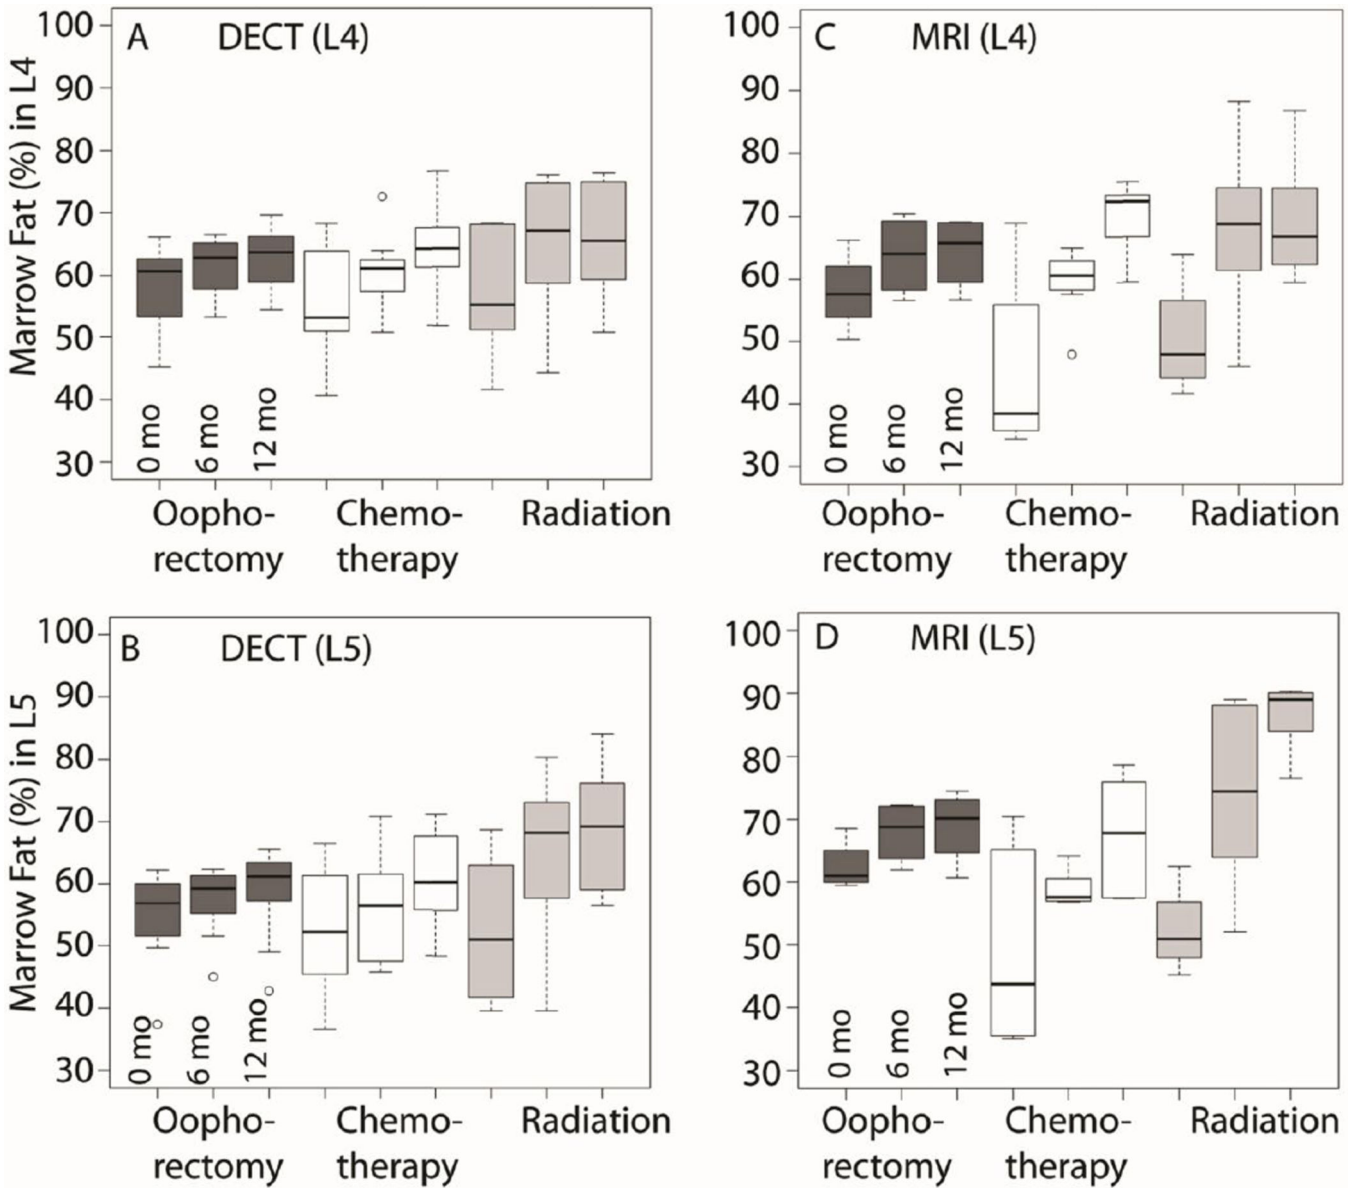 A DECT (L4)
Marrow Fat (%) in L4
100
90
80
70
60
50
40
30
0 mo
6 mo
12 mo
Oopho-
rectomy
Chemo-
therapy
Radiation
C MRI (L4)
100
90
80
70
60
50
40
30
0 mo
6 mo
12 mo
Oopho-
rectomy
Chemo-
therapy
Radiation
B DECT (L5)
Marrow Fat (%) in L5
100
90
80
70
60
50
40
30
0 mo
6 mo
12 mo
Oopho-
rectomy
Chemo-
therapy
Radiation
D MRI (L5)
100
90
80
70
60
50
40
30
0 mo
6 mo
12 mo
Oopho-
rectomy
Chemo-
therapy
Radiation